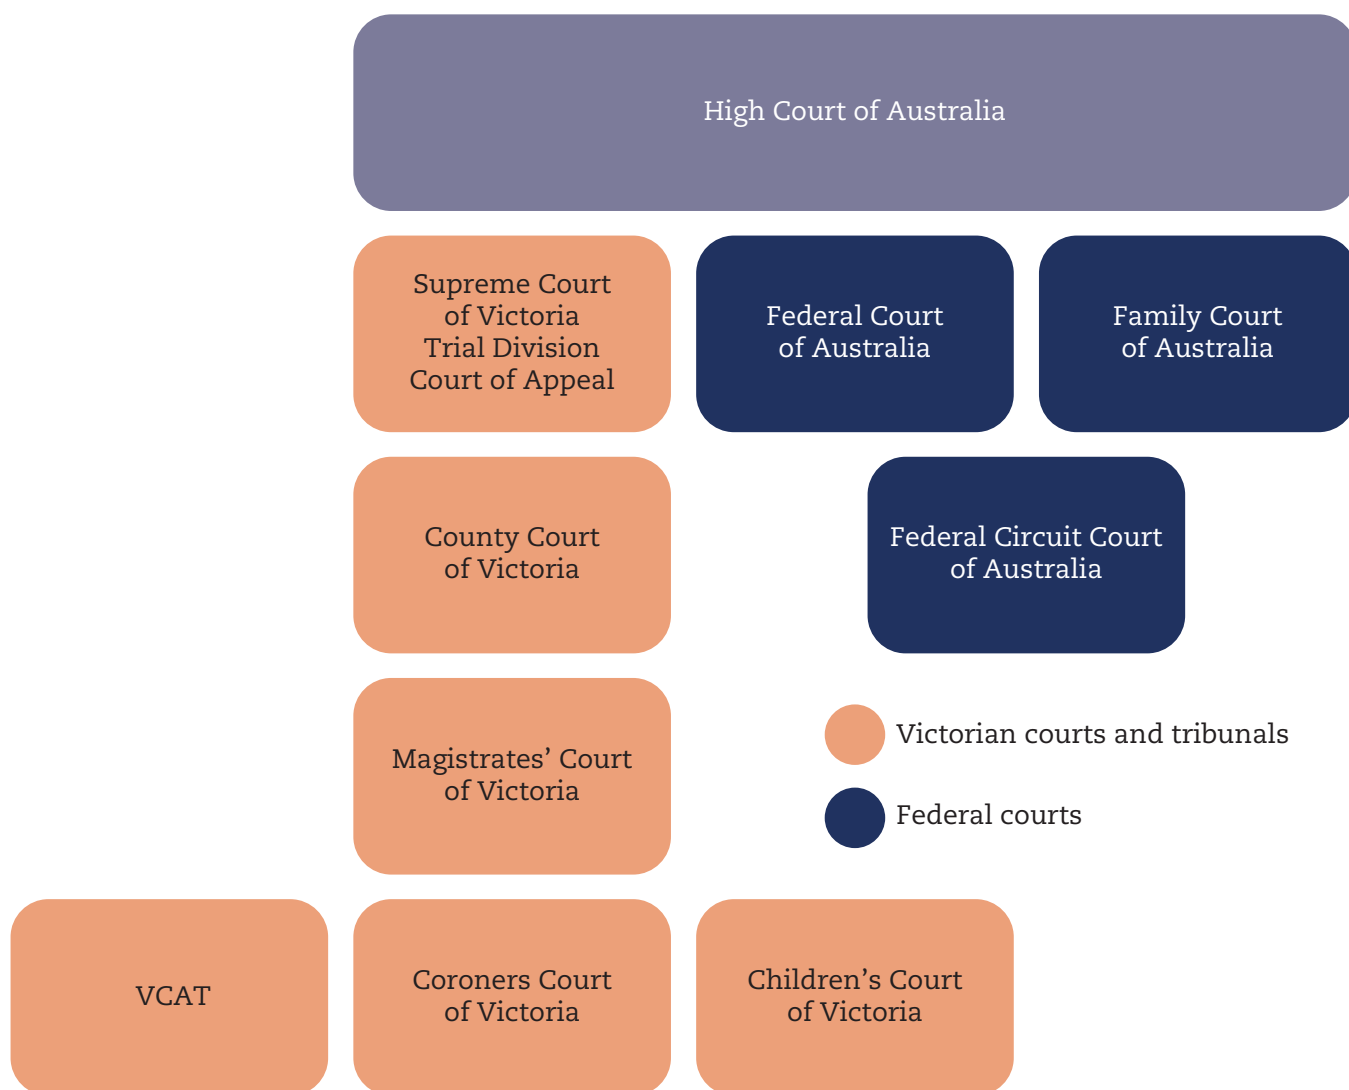 High Court of Australia
Supreme Court
of Victoria
Trial Division
Court of Appeal
Federal Court
of Australia
Family Court
of Australia
County Court
of Victoria
Federal Circuit Court
of Australia
Magistrates’ Court
of Victoria
Victorian courts and tribunals
Federal courts
VCAT
Coroners Court
of Victoria
Children’s Court
of Victoria